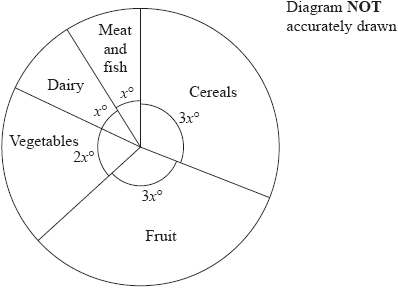 Diagram NOT
accurately drawn
Meat
and
fish
x°
Cereals
Dairy
x°
3x°
Vegetables
2x°
3x°
Fruit